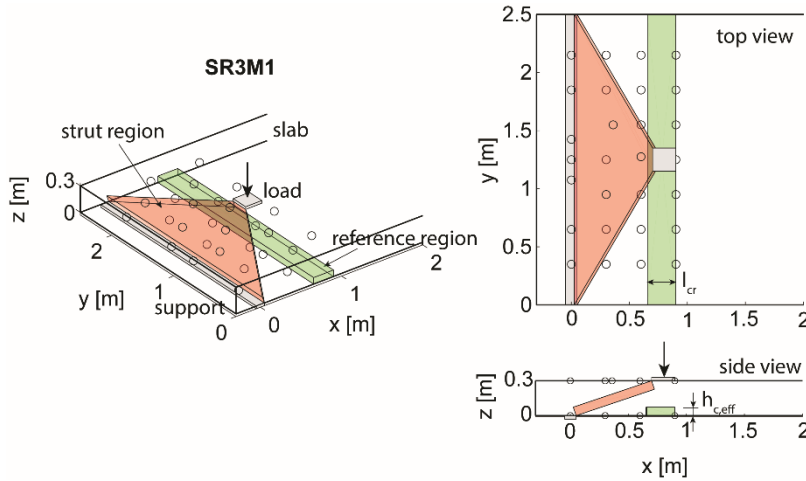 SR3M1
strut region
slab
load
0.3
z [m]
0
2
y [m]
1
support
0
0
reference region
2
1
x [m]
2.5
top view
2
1.5
y [m]
1
0.5
l_cr
0
0
0.5
1
1.5
2
side view
0.3
z [m]
h_c,eff
0
0
0.5
1
1.5
2
x [m]